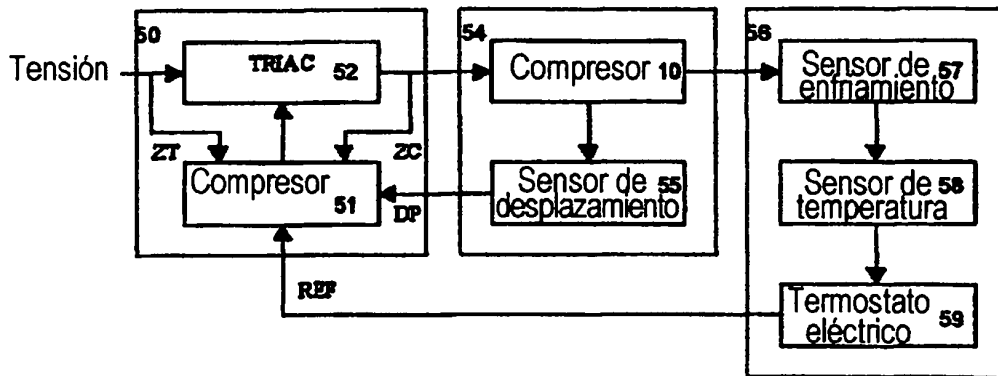 50
54
56
Tensión
TRIAC 52
Compresor 10
Sensor de 57
enfriamiento
ZT
ZC
Compresor
51
DP
Sensor de 55
desplazamiento
Sensor de 58
temperatura
REF
Termostato
eléctrico 59